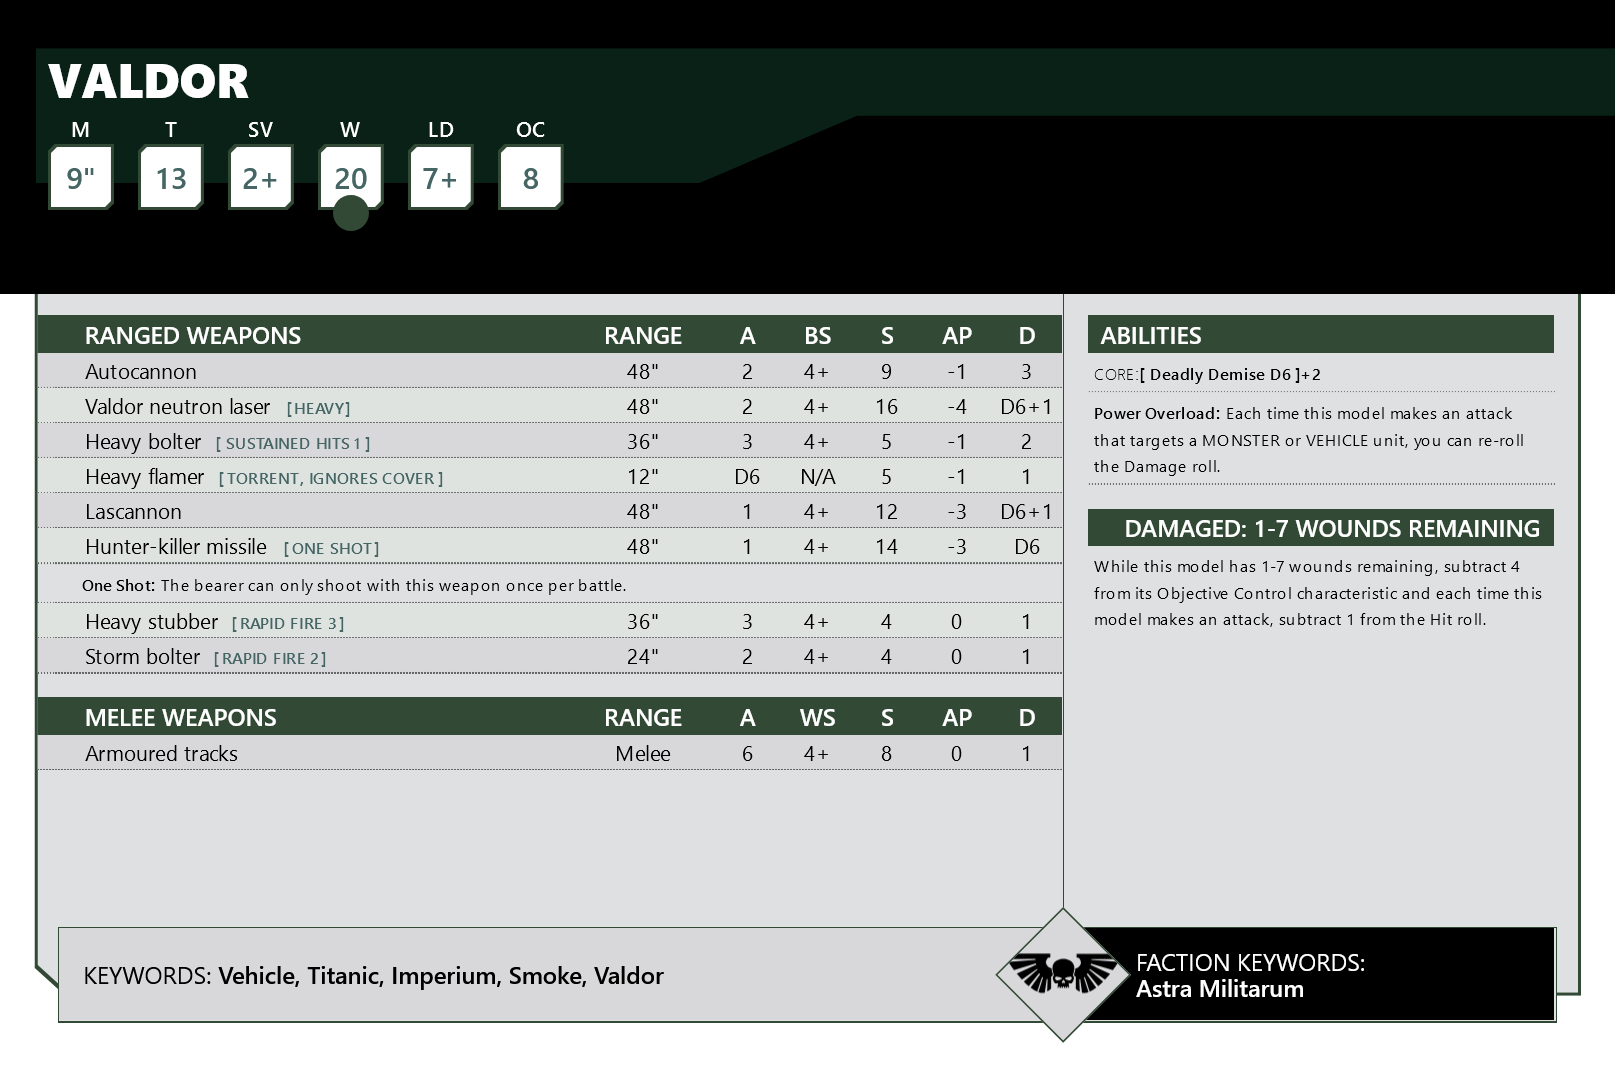 VALDOR
M T SV W LD OC
9" 13 2+ 20 7+ 8
RANGED WEAPONS RANGE A BS S AP D
Autocannon 48" 2 4+ 9 -1 3
Valdor neutron laser [HEAVY] 48" 2 4+ 16 -4 D6+1
Heavy bolter [ SUSTAINED HITS 1 ] 36" 3 4+ 5 -1 2
Heavy flamer [ TORRENT, IGNORES COVER ] 12" D6 N/A 5 -1 1
Lascannon 48" 1 4+ 12 -3 D6+1
Hunter-killer missile [ ONE SHOT] 48" 1 4+ 14 -3 D6
One Shot: The bearer can only shoot with this weapon once per battle.
Heavy stubber [ RAPID FIRE 3 ] 36" 3 4+ 4 0 1
Storm bolter [ RAPID FIRE 2 ] 24" 2 4+ 4 0 1
MELEE WEAPONS RANGE A WS S AP D
Armoured tracks Melee 6 4+ 8 0 1
ABILITIES
CORE:[ Deadly Demise D6 ]+2
Power Overload: Each time this model makes an attack
that targets a MONSTER or VEHICLE unit, you can re-roll
the Damage roll.
DAMAGED: 1-7 WOUNDS REMAINING
While this model has 1-7 wounds remaining, subtract 4
from its Objective Control characteristic and each time this
model makes an attack, subtract 1 from the Hit roll.
KEYWORDS: Vehicle, Titanic, Imperium, Smoke, Valdor
FACTION KEYWORDS:
Astra Militarum